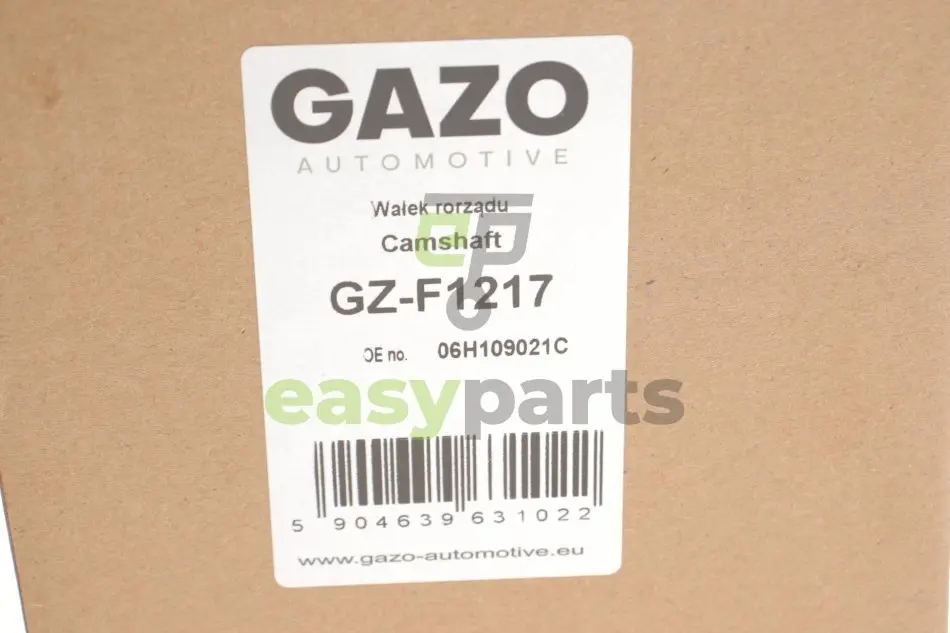 GAZO
AUTOMOTIVE
Wałek rorządu
Camshaft
GZ-F1217
OE no. 06H109021C
easyparts
5 904639 631022
www.gazo-automotive.eu